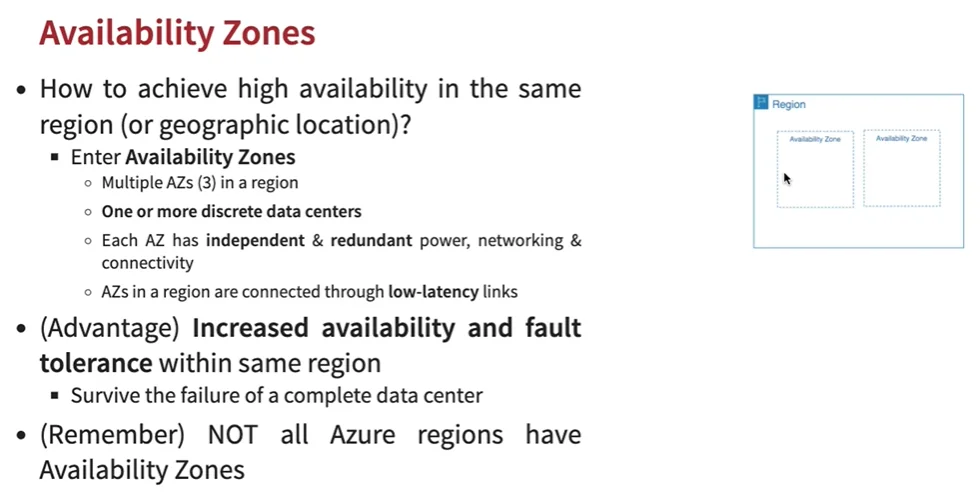 Availability Zones
• How to achieve high availability in the same
region (or geographic location)?
▪ Enter Availability Zones
○ Multiple AZs (3) in a region
○ One or more discrete data centers
○ Each AZ has independent & redundant power, networking &
connectivity
○ AZs in a region are connected through low-latency links
• (Advantage) Increased availability and fault
tolerance within same region
▪ Survive the failure of a complete data center
• (Remember) NOT all Azure regions have
Availability Zones
Region
Availability Zone
Availability Zone